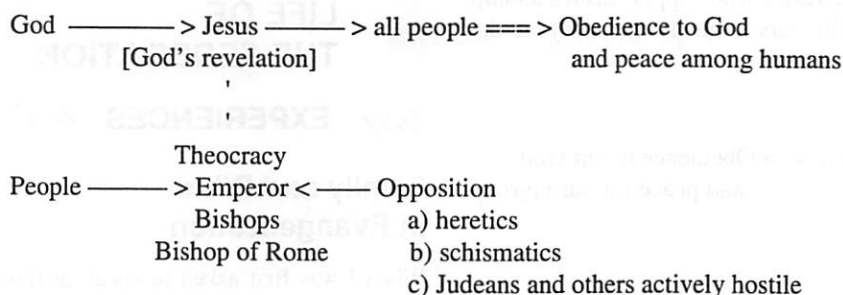 God ————> Jesus ———> all people ===> Obedience to God
[God's revelation] and peace among humans
'
'
Theocracy
People ————> Emperor <——— Opposition
Bishops a) heretics
Bishop of Rome b) schismatics
c) Judeans and others actively hostile